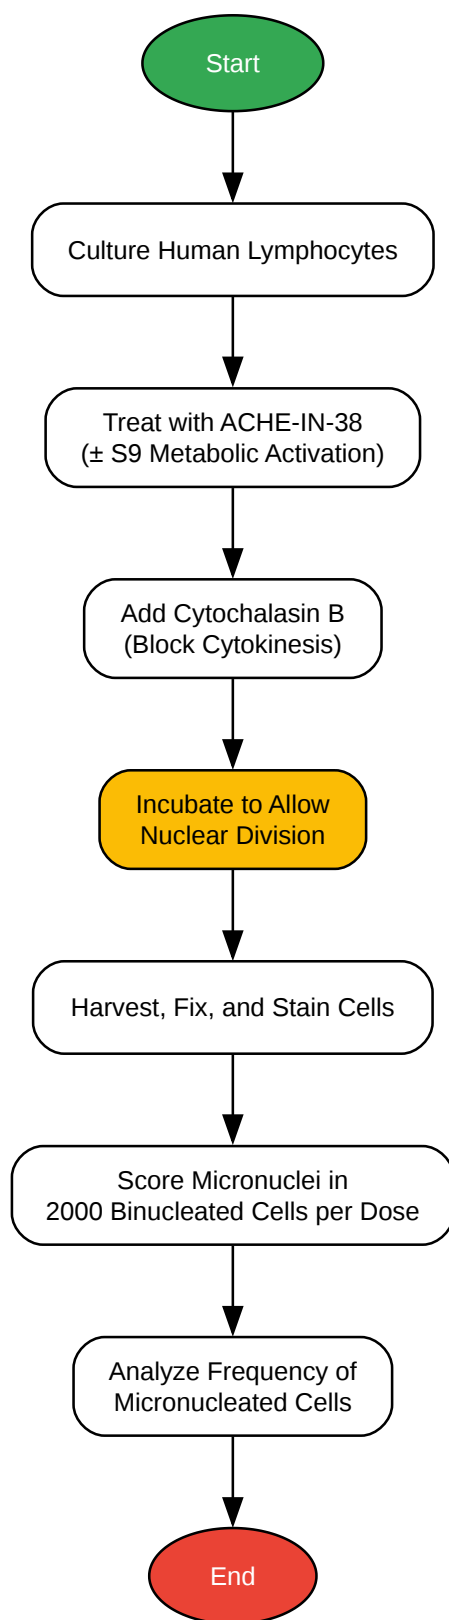 Start
Culture Human Lymphocytes
Treat with ACHE-IN-38
(± S9 Metabolic Activation)
Add Cytochalasin B
(Block Cytokinesis)
Incubate to Allow
Nuclear Division
Harvest, Fix, and Stain Cells
Score Micronuclei in
2000 Binucleated Cells per Dose
Analyze Frequency of
Micronucleated Cells
End